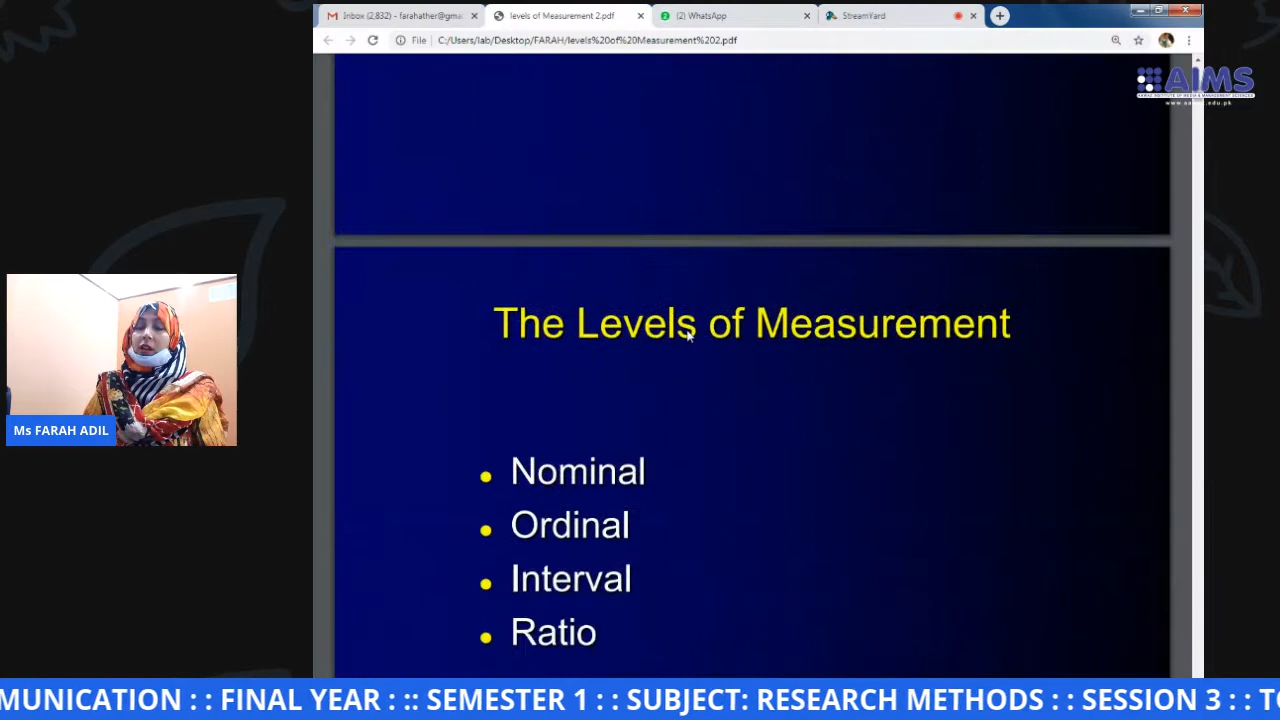 Inbox (2,832) - farahather@gma
levels of Measurement 2.pdf
(2) WhatsApp
StreamYard
File
C:/Users/lab/Desktop/FARAH/levels%20of%20Measurement%202.pdf
AIMS
The Levels of Measurement
Nominal
Ordinal
Interval
Ratio
Ms FARAH ADIL
MUNICATION : : FINAL YEAR : :: SEMESTER 1 : : SUBJECT: RESEARCH METHODS : : SESSION 3 : : TO